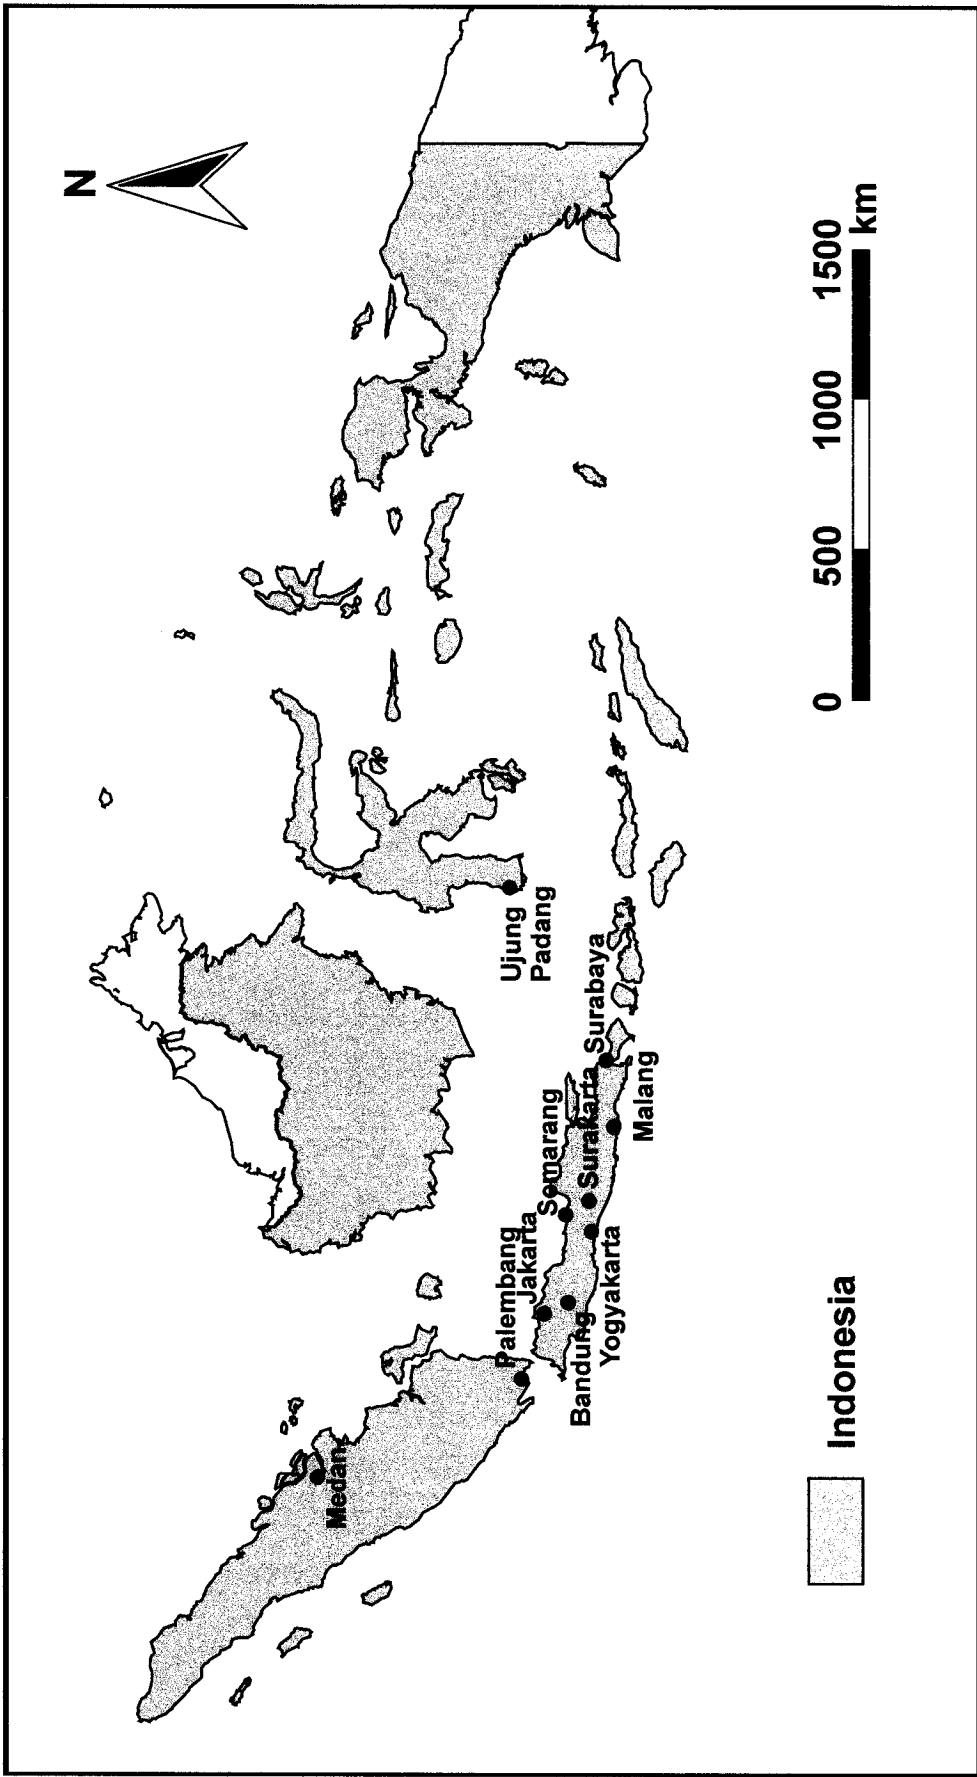 N
Medan
Palembang
Jakarta
Bandung
Semarang
Surakarta
Yogyakarta
Surabaya
Malang
Ujung
Padang
Indonesia
0 500 1000 1500
km